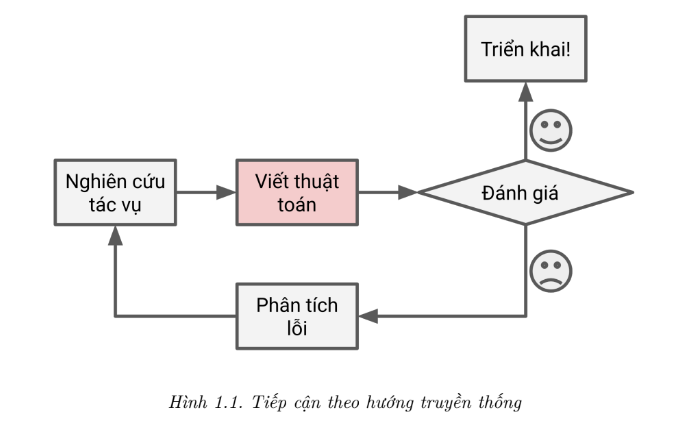 Triển khai!
Nghiên cứu
tác vụ
Viết thuật
toán
Đánh giá
Phân tích
lỗi
Hình 1.1. Tiếp cận theo hướng truyền thống